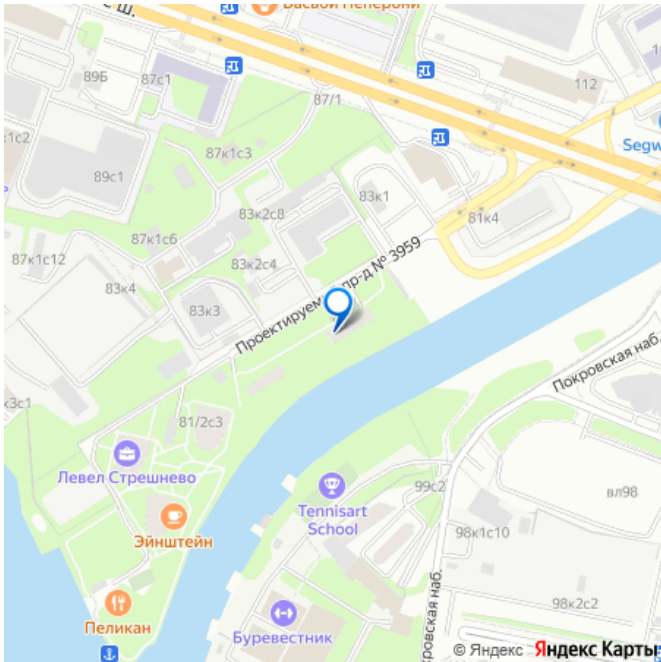 Васаби Пеперони
Ш.
89Б
87с1
87/1
112
Segw
87к1с3
89с1
83к1
83к2с8
81к4
87к1с6
83к2с4
87к1с12
83к4
83к3
Проектируем
пр-д № 3959
Покровская наб.
к3с1
81/2с3
Левел Стрешнево
Tennisart
School
99с2
вл98
Эйнштейн
98к1с10
98к2с2
Пеликан
Буревестник
кровская наб.
© Яндекс Яндекс Карты